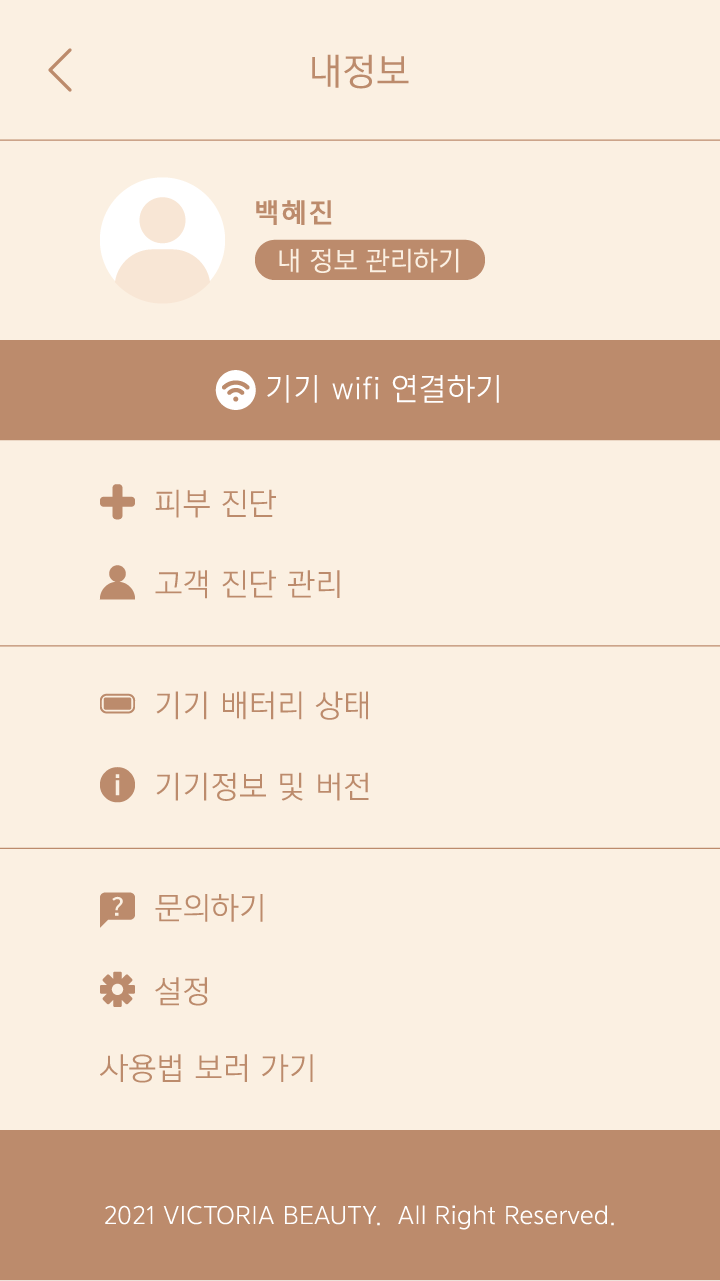 내정보
백혜진
내 정보 관리하기
기기 wifi 연결하기
피부 진단
고객 진단 관리
기기 배터리 상태
i
기기정보 및 버전
?
문의하기
설정
사용법 보러 가기
2021 VICTORIA BEAUTY. All Right Reserved.